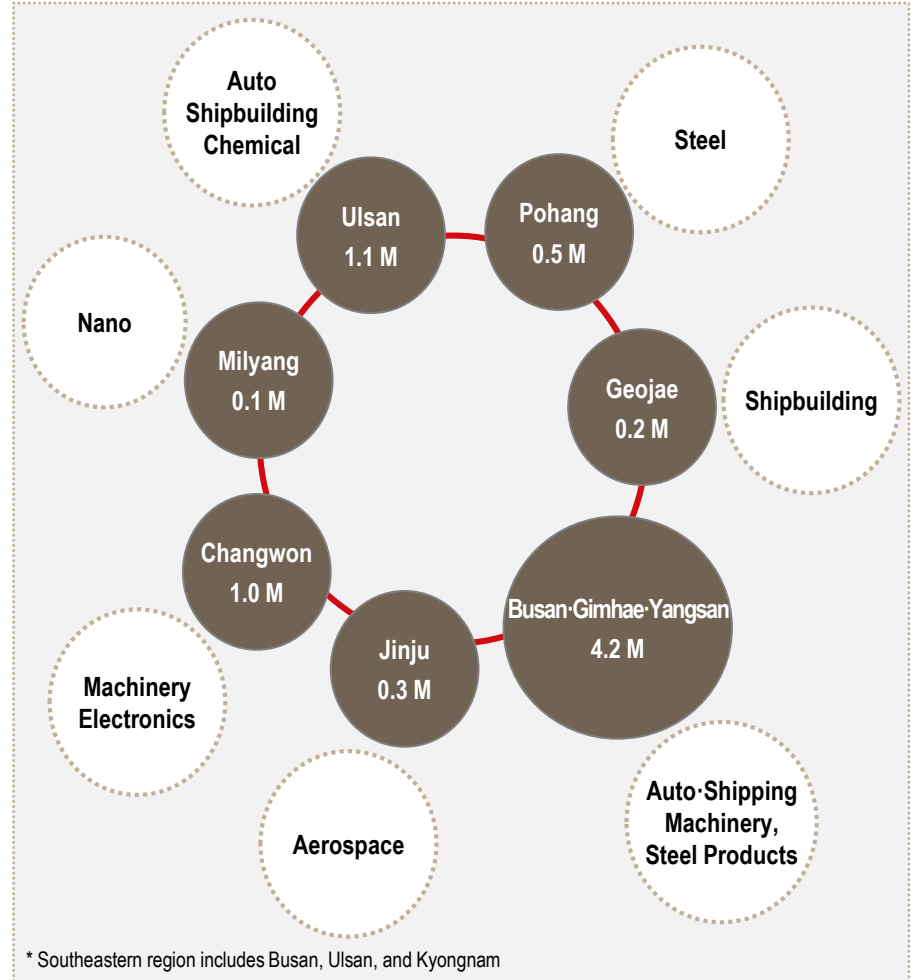 Auto
Shipbuilding
Chemical
Steel
Ulsan
1.1 M
Pohang
0.5 M
Nano
Milyang
0.1 M
Geojae
0.2 M
Shipbuilding
Changwon
1.0 M
Busan·Gimhae·Yangsan
4.2 M
Jinju
0.3 M
Machinery
Electronics
Aerospace
Auto·Shipping
Machinery,
Steel Products
* Southeastern region includes Busan, Ulsan, and Kyongnam